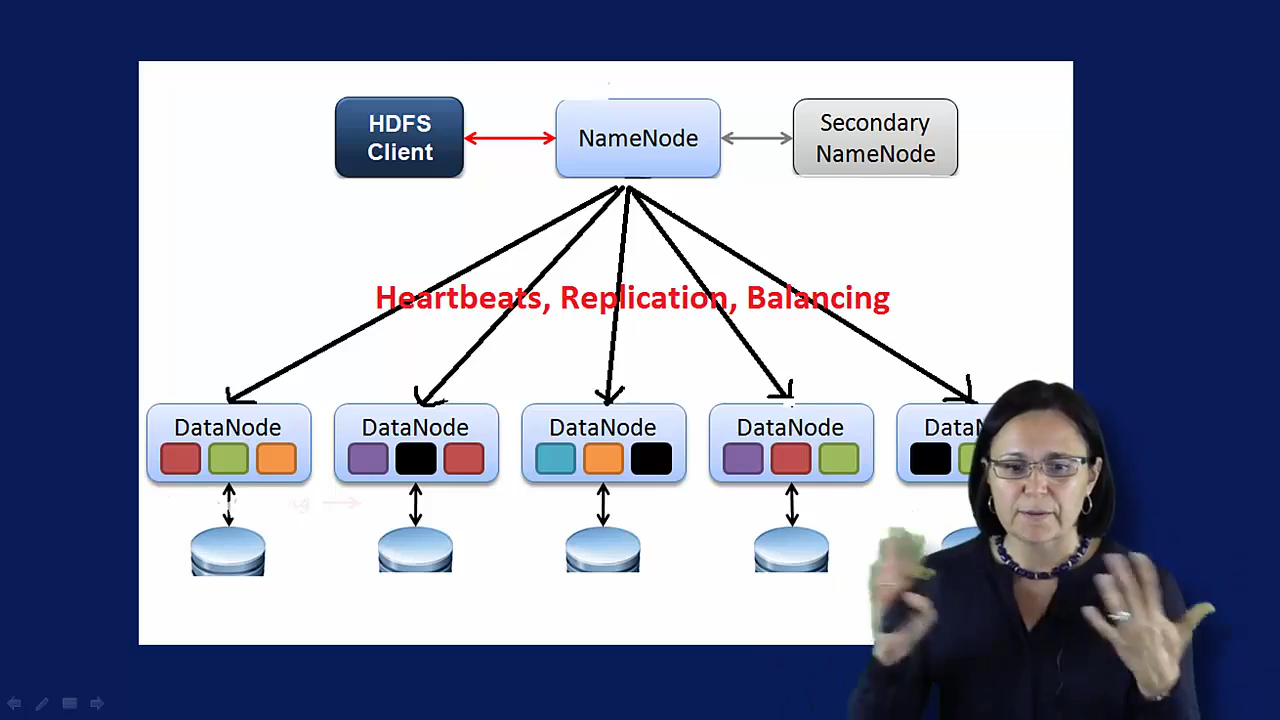 HDFS
Client
NameNode
Secondary
NameNode
Heartbeats, Replication, Balancing
DataNode
DataNode
DataNode
DataNode